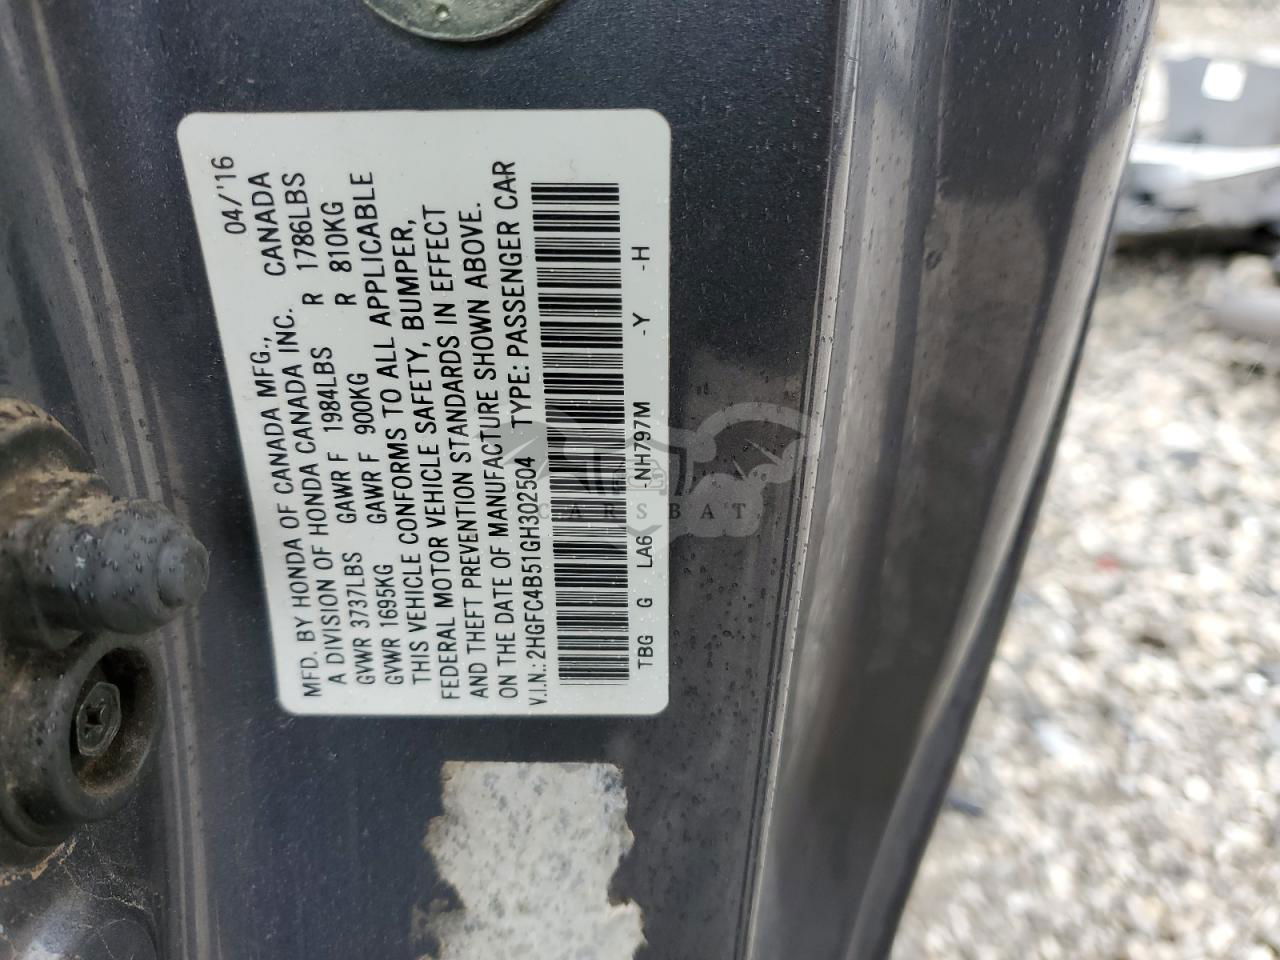 MFD. BY HONDA OF CANADA MFG., 04/'16
A DIVISION OF HONDA CANADA INC. CANADA
GVWR 3737LBS GAWR F 1984LBS R 1786LBS
GVWR 1695KG GAWR F 900KG R 810KG
THIS VEHICLE CONFORMS TO ALL APPLICABLE
FEDERAL MOTOR VEHICLE SAFETY, BUMPER,
AND THEFT PREVENTION STANDARDS IN EFFECT
ON THE DATE OF MANUFACTURE SHOWN ABOVE.
V.I.N.: 2HGFC4B51GH302504 TYPE: PASSENGER CAR
TBG G LA6 -NH797M -Y -H
CARSBAT